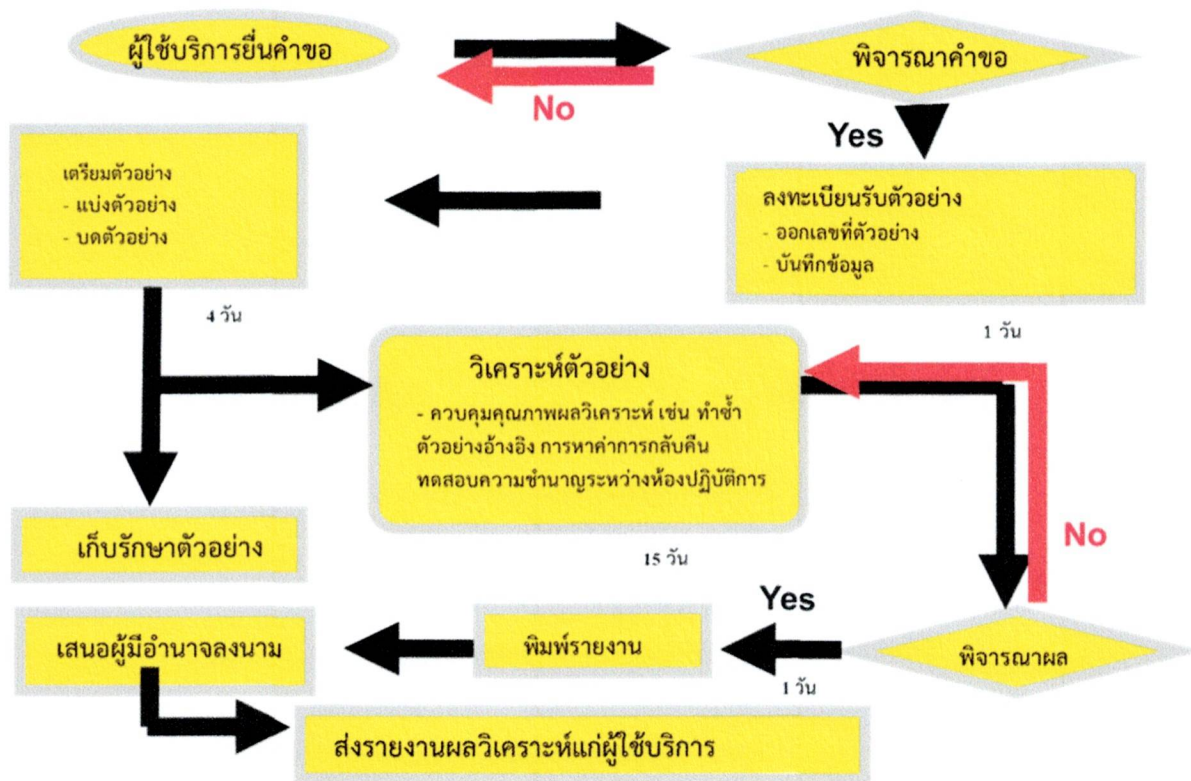 ผู้ใช้บริการยื่นคำขอ
พิจารณาคำขอ
No
Yes
ลงทะเบียนรับตัวอย่าง
- ออกเลขที่ตัวอย่าง
- บันทึกข้อมูล
1 วัน
เตรียมตัวอย่าง
- แบ่งตัวอย่าง
- บดตัวอย่าง
4 วัน
วิเคราะห์ตัวอย่าง
- ควบคุมคุณภาพผลวิเคราะห์ เช่น ทำซ้ำ
ตัวอย่างอ้างอิง การหาค่าการกลับคืน
ทดสอบความชำนาญระหว่างห้องปฏิบัติการ
15 วัน
เก็บรักษาตัวอย่าง
No
พิจารณาผล
Yes
1 วัน
พิมพ์รายงาน
เสนอผู้มีอำนาจลงนาม
ส่งรายงานผลวิเคราะห์แก่ผู้ใช้บริการ